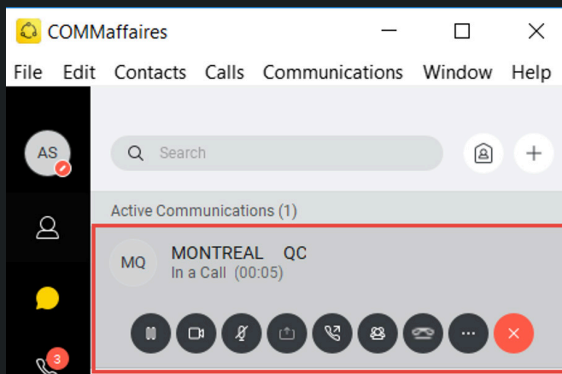 COMMaffaires
File Edit Contacts Calls Communications Window Help
AS
Search
Active Communications (1)
MQ
MONTREAL QC
In a Call (00:05)
3